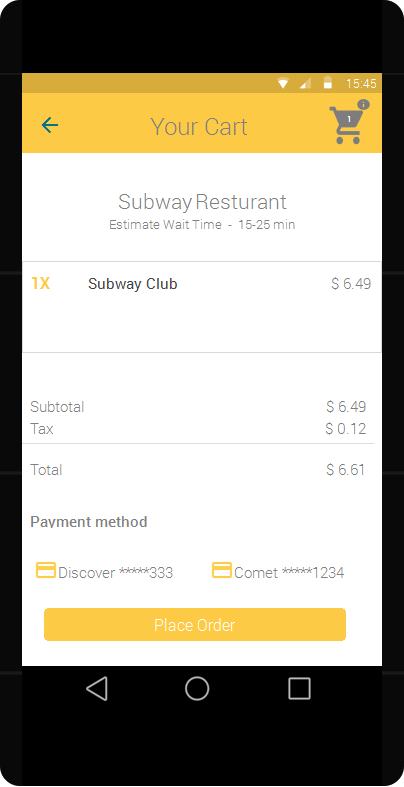 15:45
Your Cart
1
Subway Resturant
Estimate Wait Time - 15-25 min
1X Subway Club $ 6.49
Subtotal $ 6.49
Tax $ 0.12
Total $ 6.61
Payment method
Discover *****333 Comet *****1234
Place Order